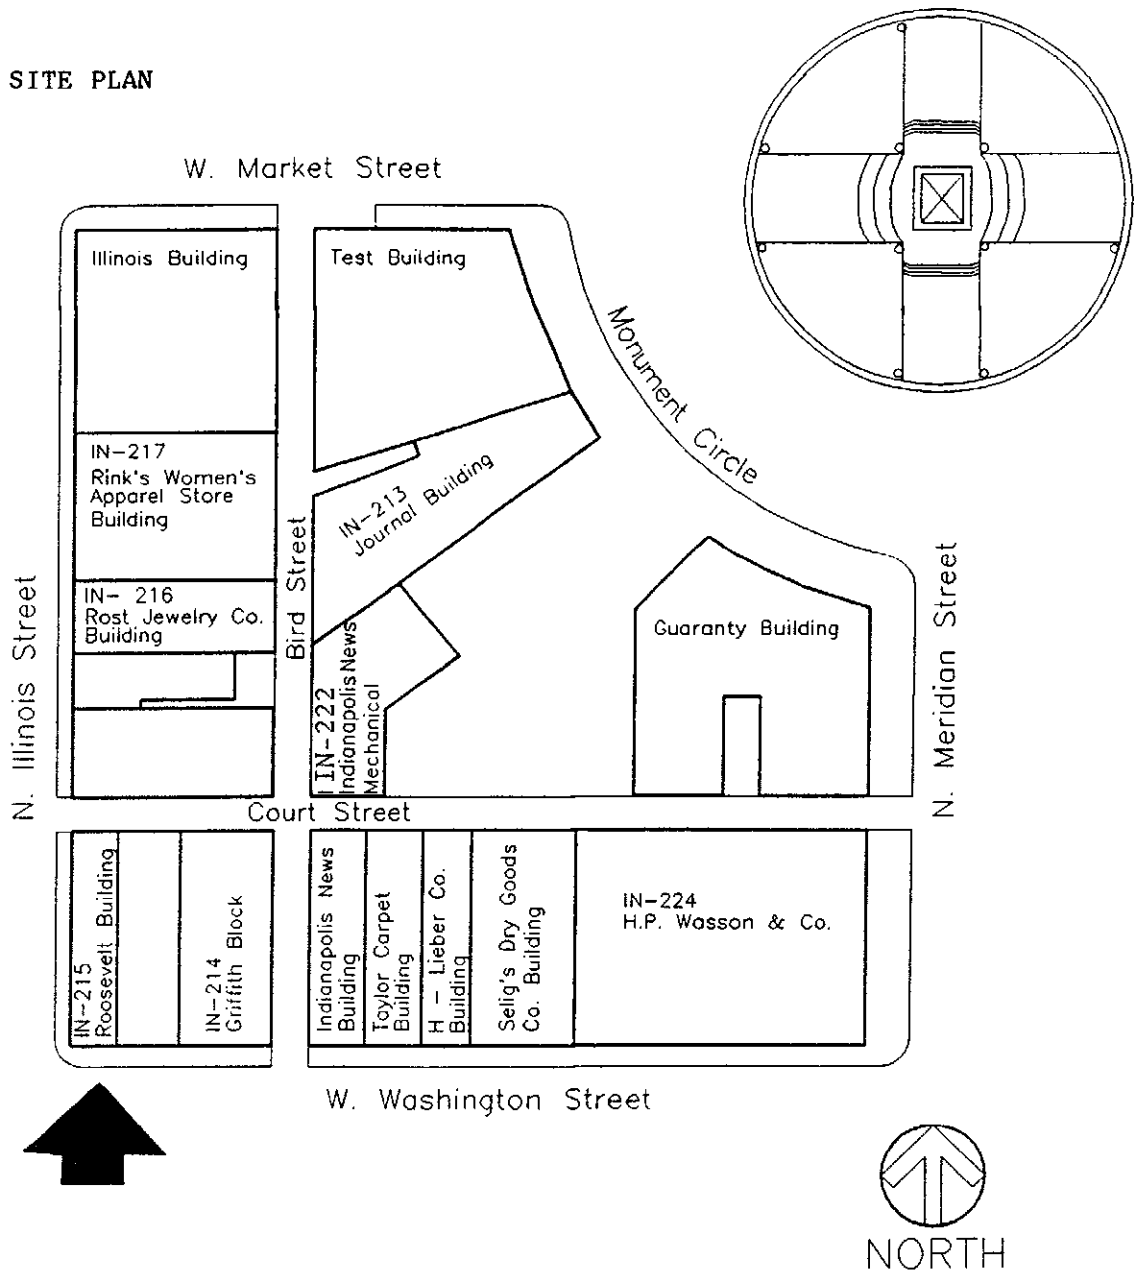 SITE PLAN
W. Market Street
Illinois Building
Test Building
Monument Circle
IN-217
Rink's Women's
Apparel Store
Building
IN-213
Journal Building
IN- 216
Rost Jewelry Co.
Building
Bird Street
N. Illinois Street
IN-222
Indianapolis News
Mechanical
Guaranty Building
N. Meridian Street
Court Street
IN-215
Roosevelt Building
IN-214
Griffith Block
Indianapolis News
Building
Taylor Carpet
Building
H - Lieber Co.
Building
Selig's Dry Goods
Co. Building
IN-224
H.P. Wasson & Co.
W. Washington Street
NORTH